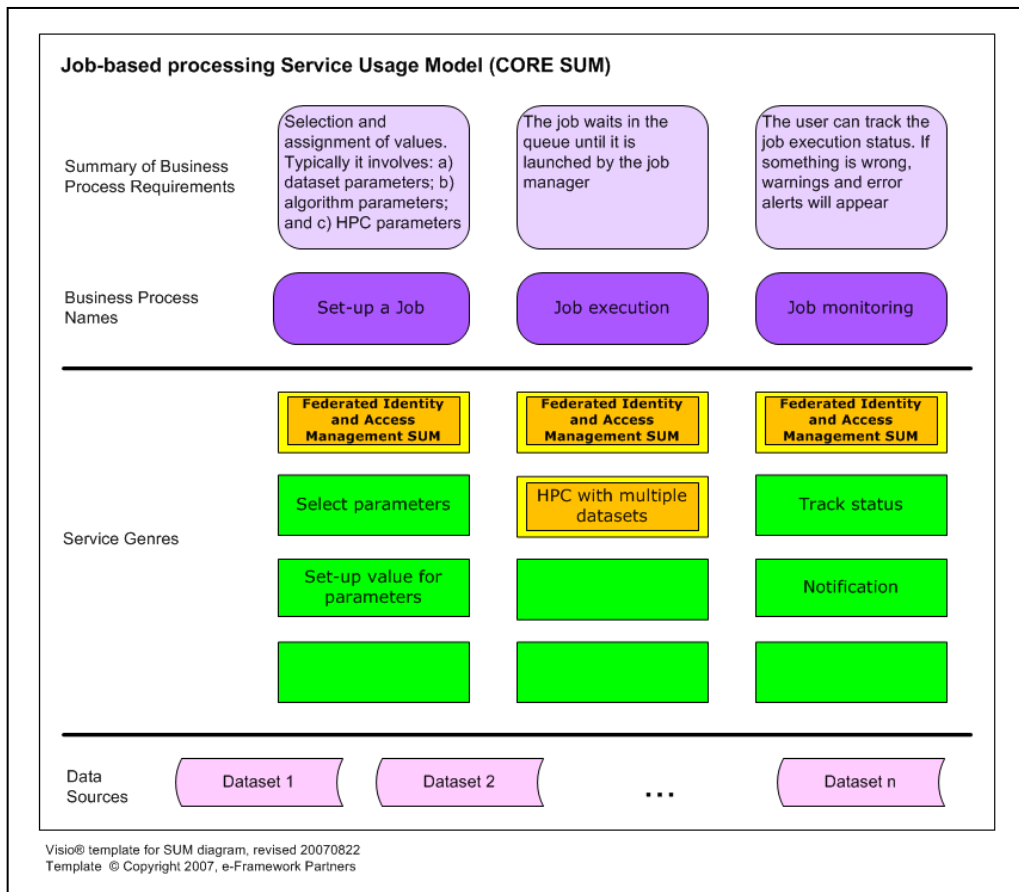 Job-based processing Service Usage Model (CORE SUM)
Summary of Business
Process Requirements
Selection and
assignment of values.
Typically it involves: a)
dataset parameters; b)
algorithm parameters;
and c) HPC parameters
The job waits in the
queue until it is
launched by the job
manager
The user can track the
job execution status. If
something is wrong,
warnings and error
alerts will appear
Business Process
Names
Set-up a Job
Job execution
Job monitoring
Federated Identity
and Access
Management SUM
Federated Identity
and Access
Management SUM
Federated Identity
and Access
Management SUM
Service Genres
Select parameters
HPC with multiple
datasets
Track status
Set-up value for
parameters
Notification
Data
Sources
Dataset 1
Dataset 2
...
Dataset n
Visio® template for SUM diagram, revised 20070822
Template © Copyright 2007, e-Framework Partners